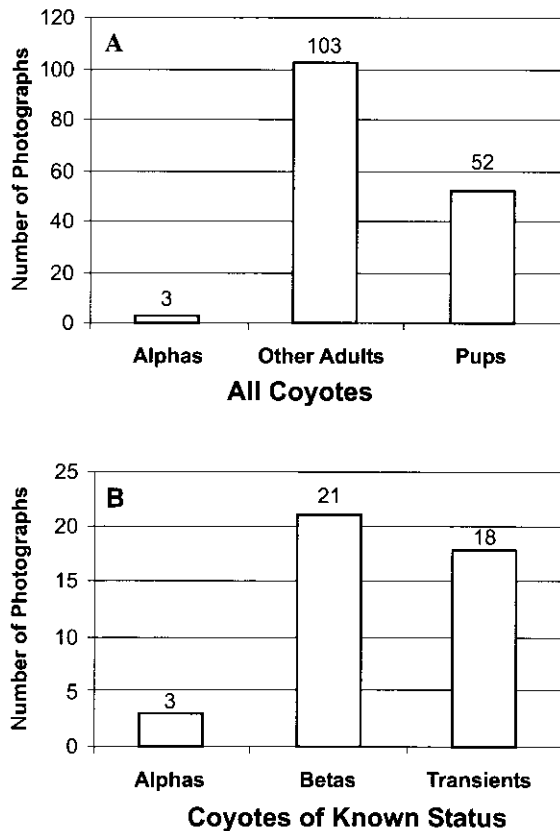 A
Number of Photographs
120
100
80
60
40
20
0
3
103
52
Alphas Other Adults Pups
All Coyotes
B
Number of Photographs
25
20
15
10
5
0
3
21
18
Alphas Betas Transients
Coyotes of Known Status